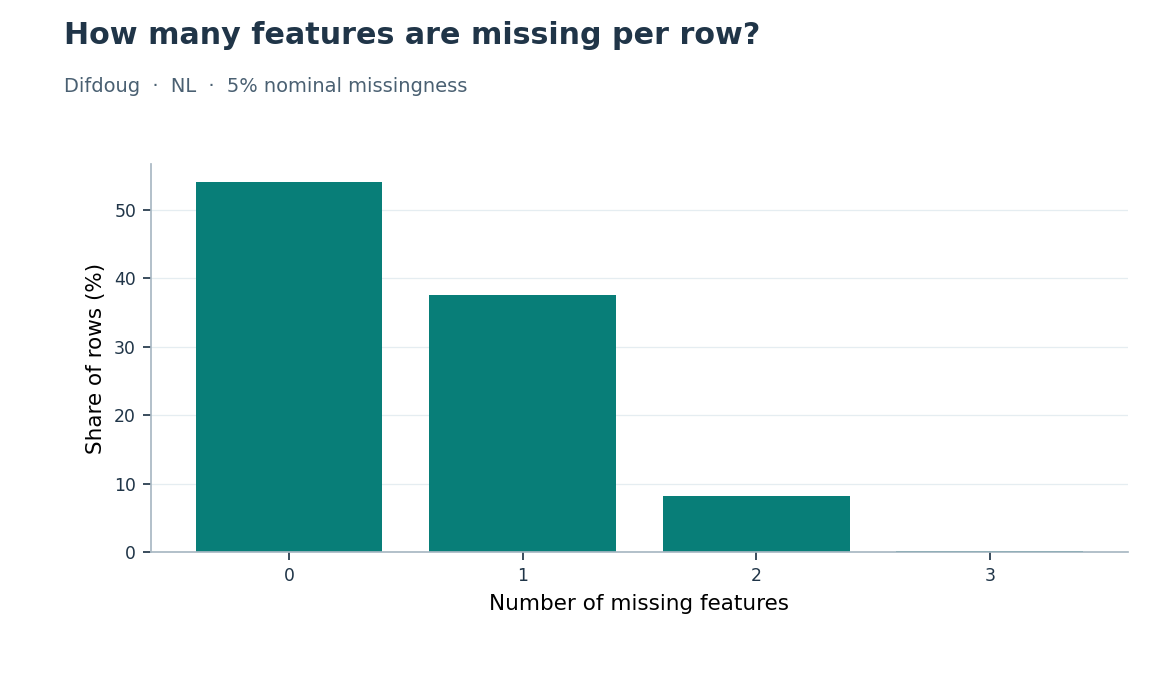 How many features are missing per row?
Difdoug · NL · 5% nominal missingness
Share of rows (%)
50
40
30
20
10
0
0 1 2 3
Number of missing features